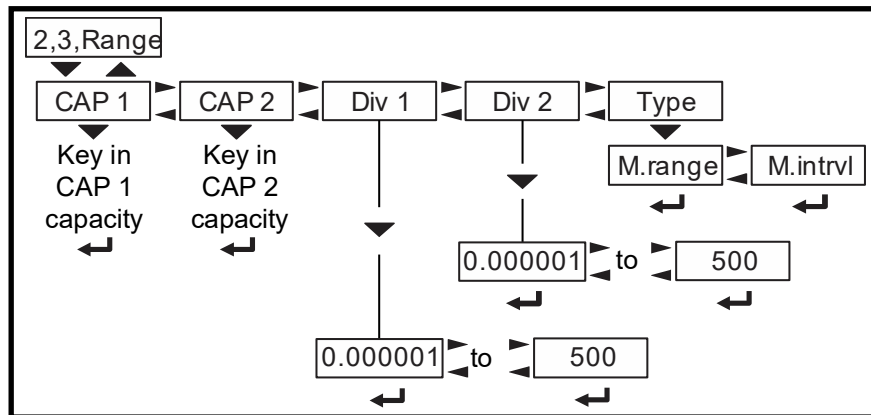 2,3,Range
CAP 1 CAP 2 Div 1 Div 2 Type
Key in
CAP 1
capacity
Key in
CAP 2
capacity
M.range M.intrvl
0.000001 to 500
0.000001 to 500